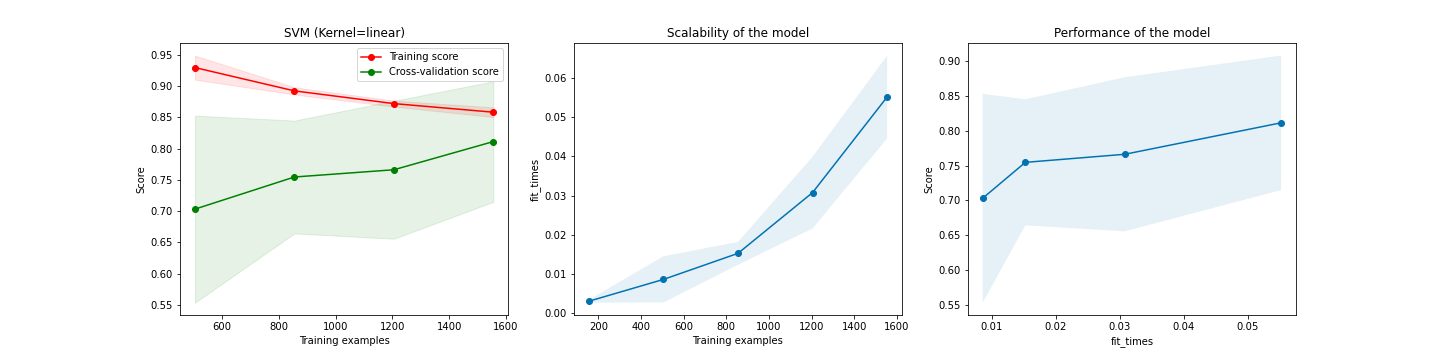 SVM (Kernel=linear)
Training score
Cross-validation score
0.95
0.90
0.85
0.80
0.75
0.70
0.65
0.60
0.55
Score
600 800 1000 1200 1400 1600
Training examples
Scalability of the model
0.06
0.05
0.04
0.03
0.02
0.01
0.00
fit_times
200 400 600 800 1000 1200 1400 1600
Training examples
Performance of the model
0.90
0.85
0.80
0.75
0.70
0.65
0.60
0.55
Score
0.01 0.02 0.03 0.04 0.05
fit_times